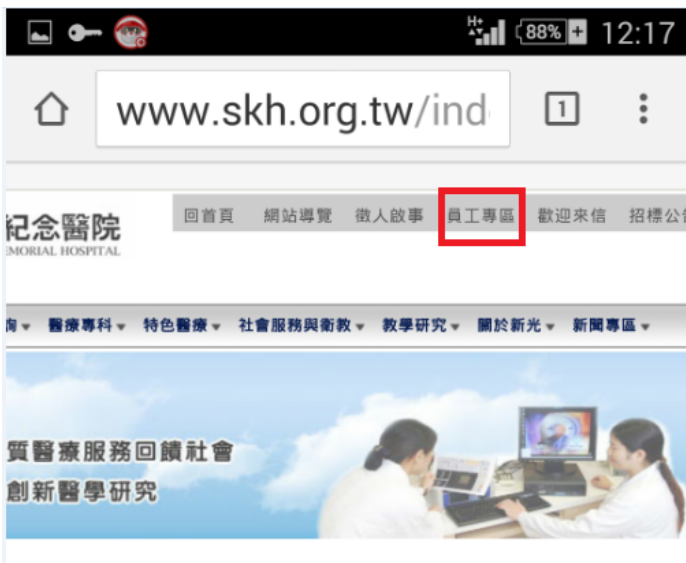 88% 12:17
www.skh.org.tw/ind
1
紀念醫院
MEMORIAL HOSPITAL
回首頁 網站導覽 徵人啟事 員工專區 歡迎來信 招標公告
詢 醫療專科 特色醫療 社會服務與衛教 教學研究 關於新光 新聞專區
質醫療服務回饋社會
創新醫學研究